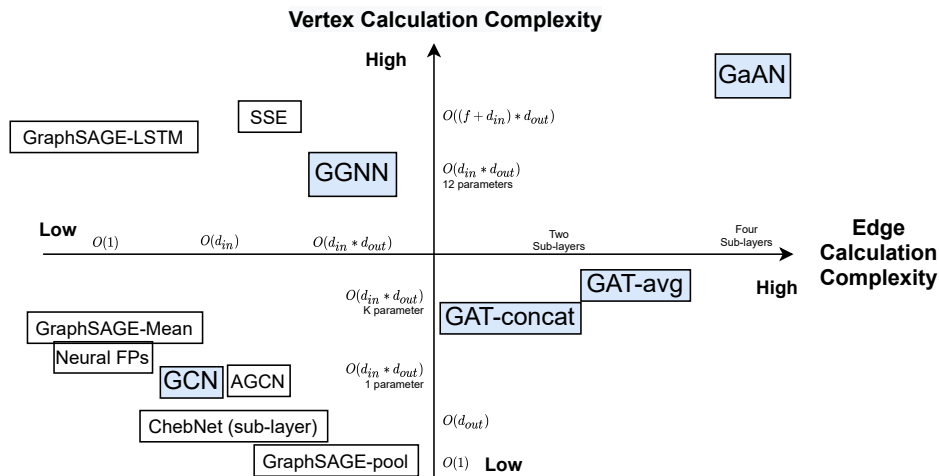 Vertex Calculation Complexity
High
GaAN
SSE
O((f + d_in) * d_out)
GraphSAGE-LSTM
GGNN
O(d_in * d_out)
12 parameters
Low
O(1)
O(d_in)
O(d_in * d_out)
Two
Sub-layers
Four
Sub-layers
Edge
Calculation
Complexity
High
GAT-avg
O(d_in * d_out)
K parameter
GAT-concat
GraphSAGE-Mean
Neural FPs
GCN
AGCN
O(d_in * d_out)
1 parameter
ChebNet (sub-layer)
O(d_out)
GraphSAGE-pool
O(1)
Low